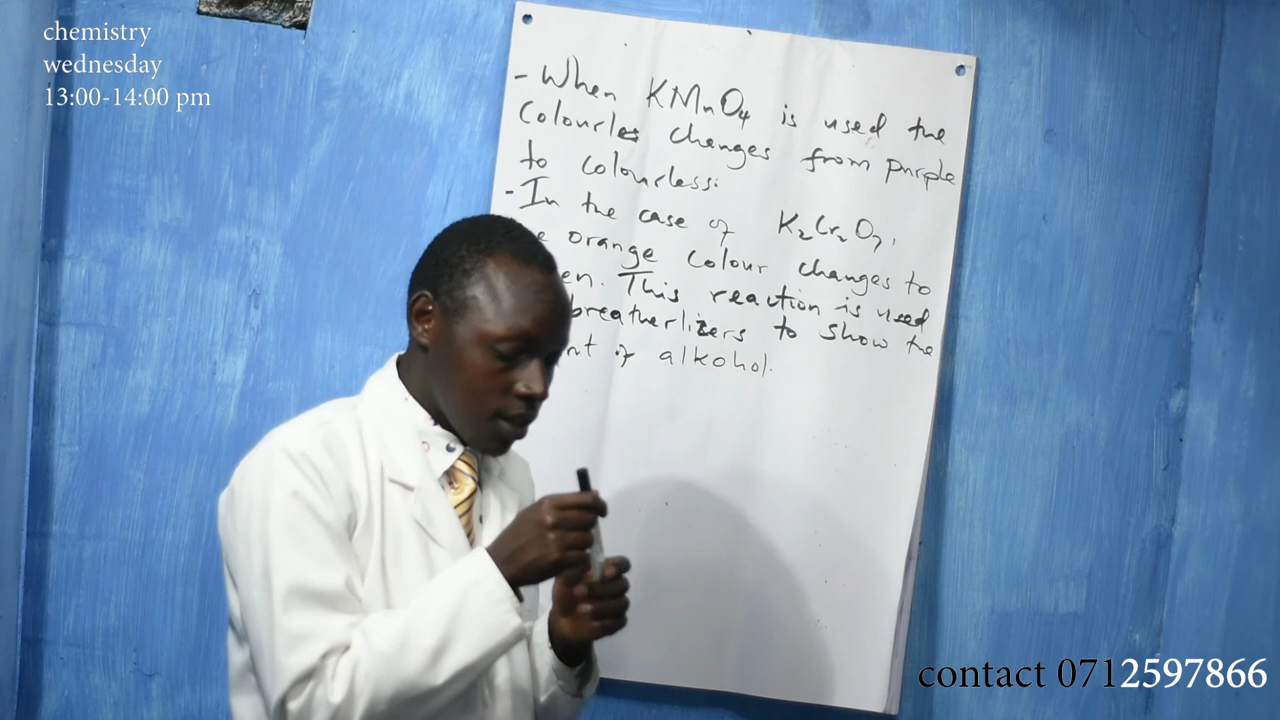 chemistry
wednesday
13:00-14:00 pm
- When KMnO4 is used the
Colourles changes from purple
to colourless.
- In the case of K2Cr2O7,
e orange colour changes to
en. This reaction is used
breatherlizers to show the
nt of alkohol.
contact 0712597866